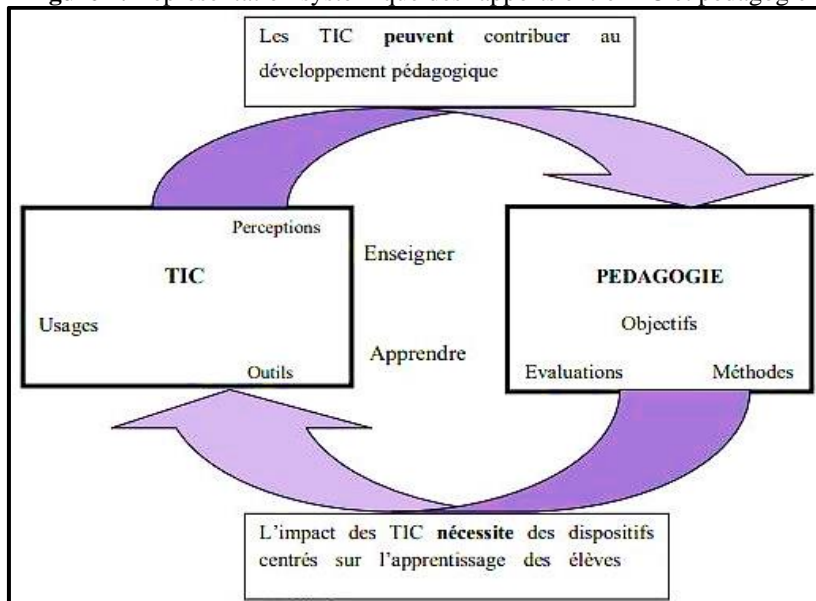 Les TIC peuvent contribuer au
développement pédagogique
Perceptions
TIC
Usages
Outils
Enseigner
Apprendre
PEDAGOGIE
Objectifs
Evaluations Méthodes
L'impact des TIC nécessite des dispositifs
centrés sur l'apprentissage des élèves